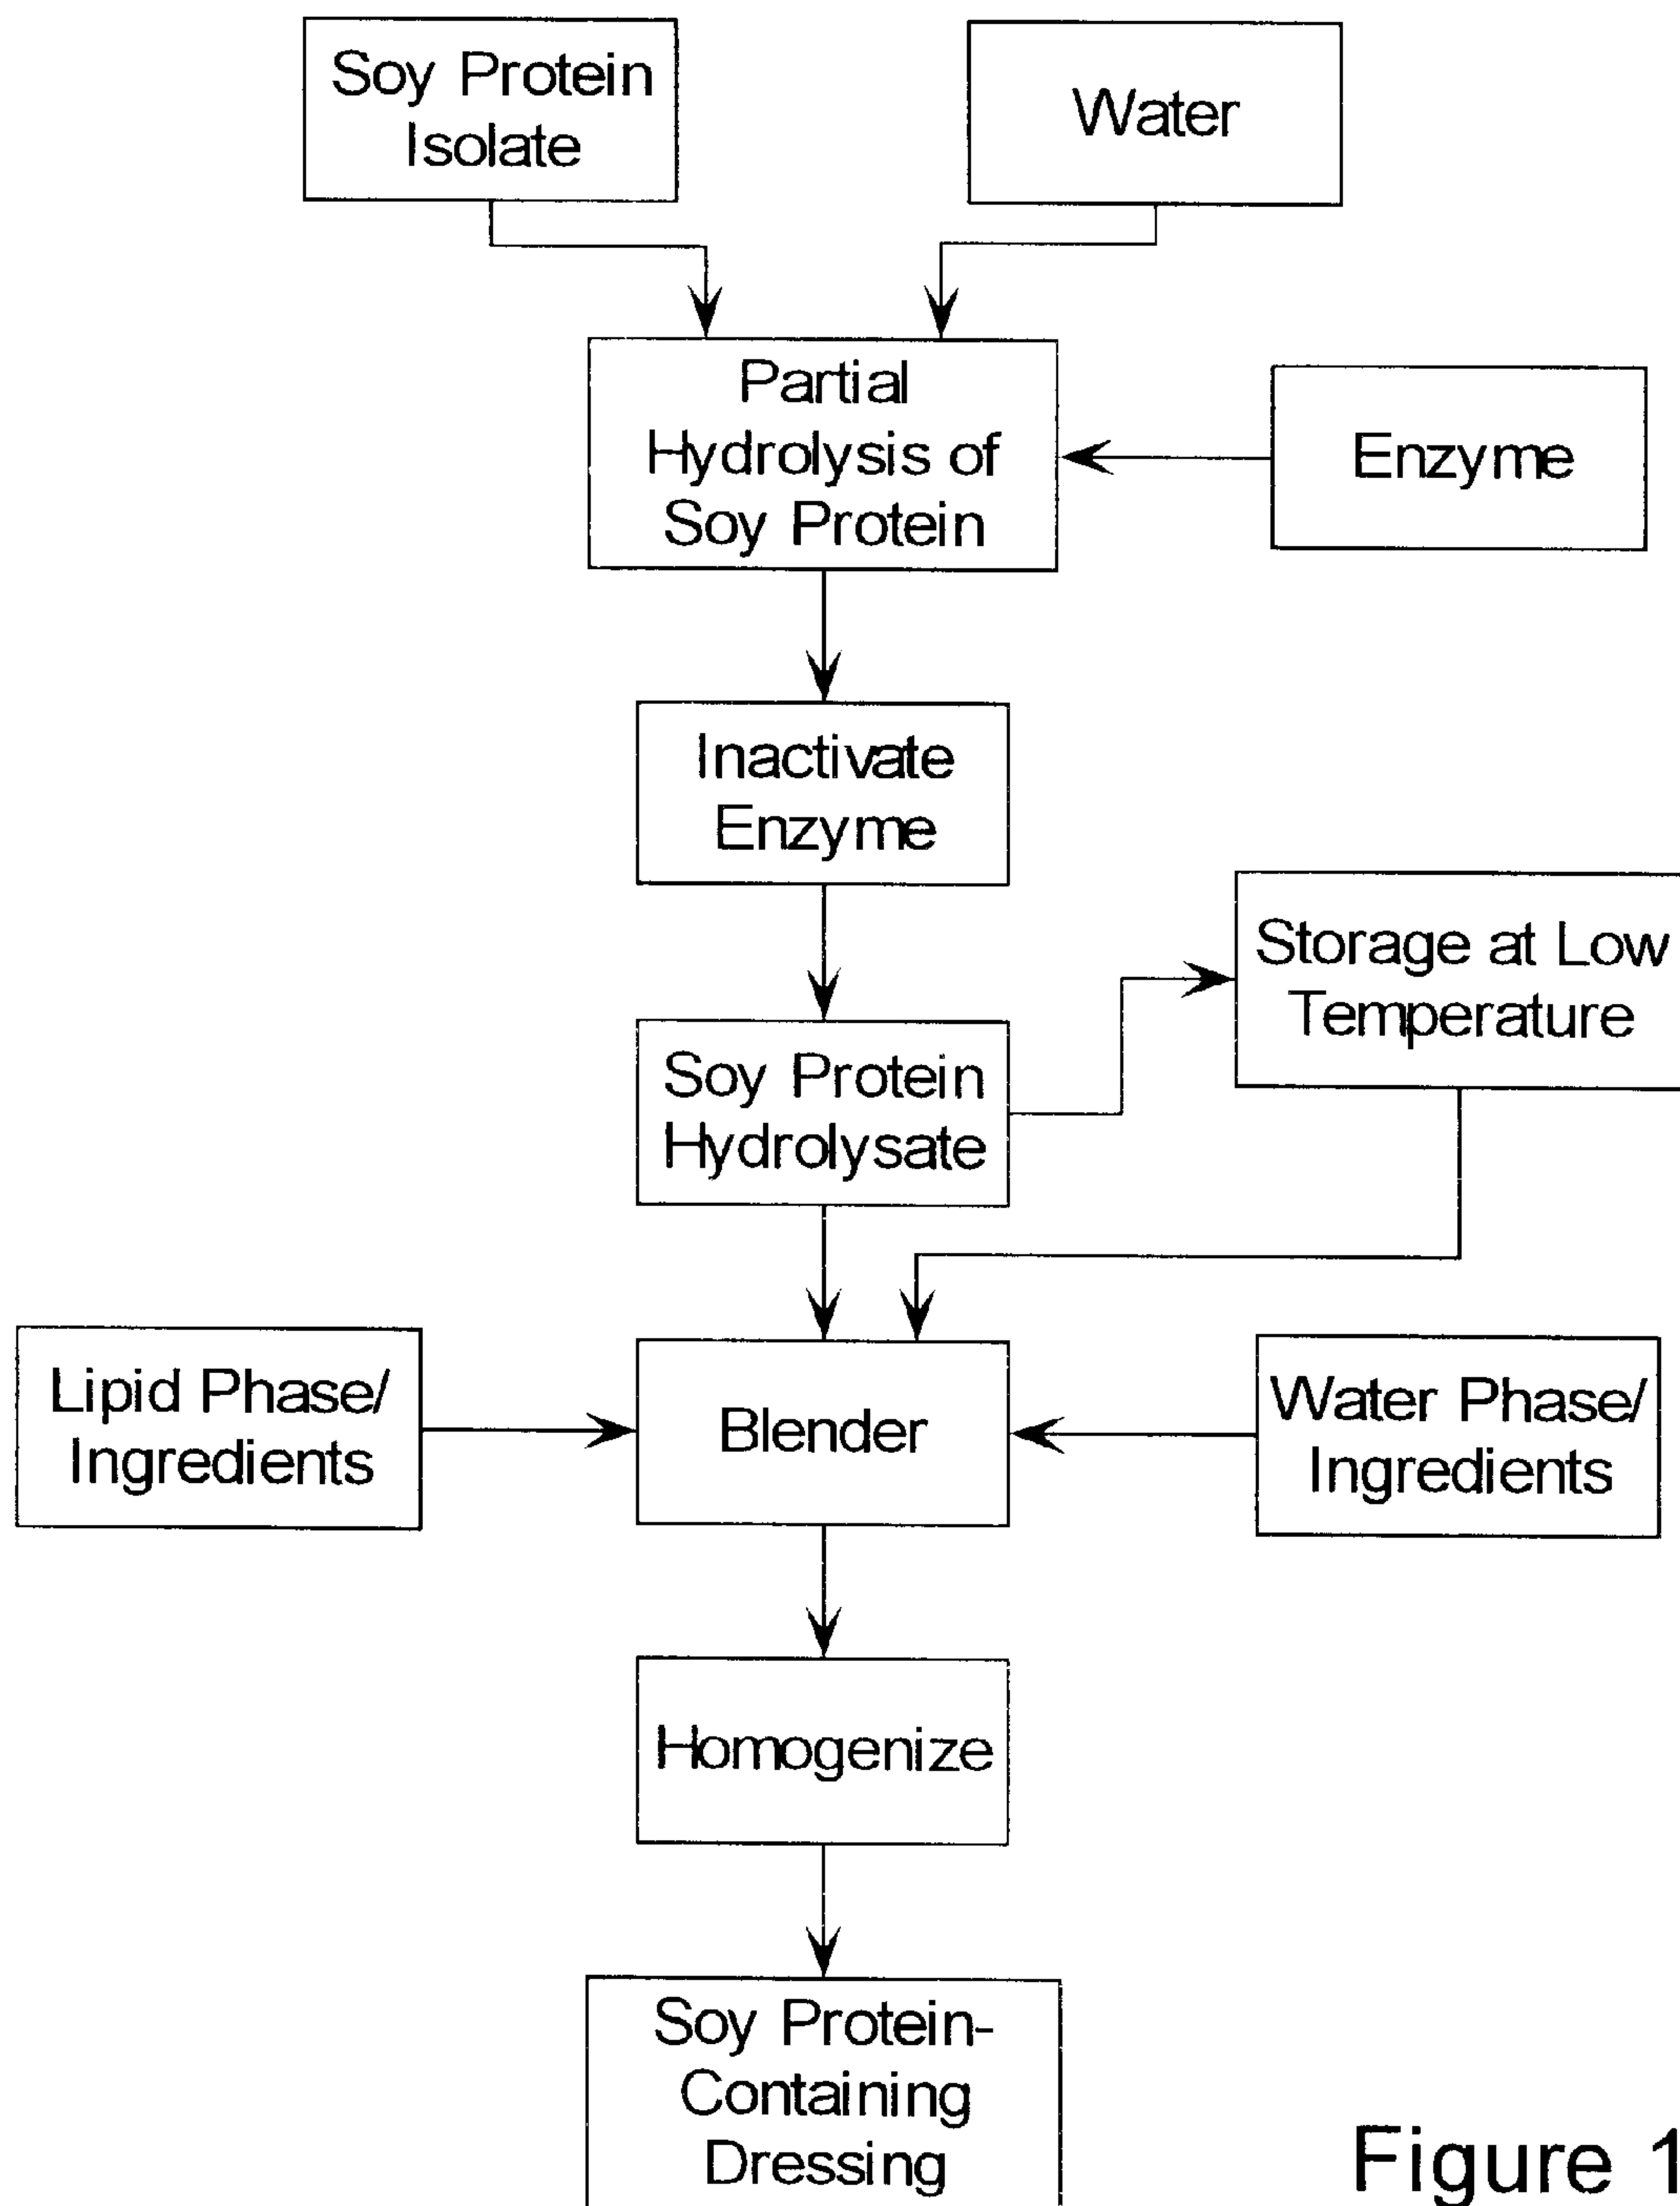 Soy Protein
Isolate
Water
Partial
Hydrolysis of
Soy Protein
Enzyme
Inactivate
Enzyme
Storage at Low
Temperature
Soy Protein
Hydrolysate
Lipid Phase/
Ingredients
Blender
Water Phase/
Ingredients
Homogenize
Soy Protein-
Containing
Dressing
Figure 1